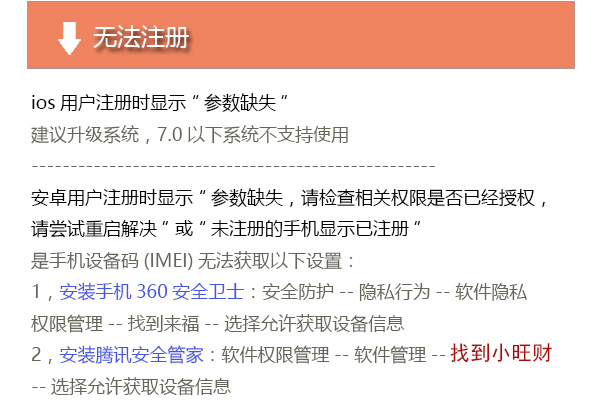 无法注册
ios 用户注册时显示 " 参数缺失 "
建议升级系统，7.0 以下系统不支持使用
----------------------------------------------------
安卓用户注册时显示 " 参数缺失，请检查相关权限是否已经授权，
请尝试重启解决 " 或 " 未注册的手机显示已注册 "
是手机设备码 (IMEI) 无法获取以下设置：
1，安装手机 360 安全卫士：安全防护 -- 隐私行为 -- 软件隐私
权限管理 -- 找到来福 -- 选择允许获取设备信息
2，安装腾讯安全管家：软件权限管理 -- 软件管理 -- 找到小旺财
-- 选择允许获取设备信息